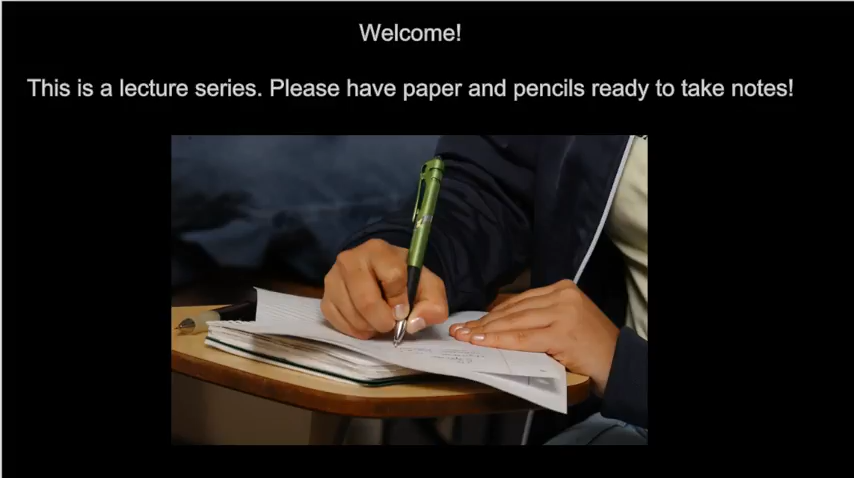 Welcome!
This is a lecture series. Please have paper and pencils ready to take notes!